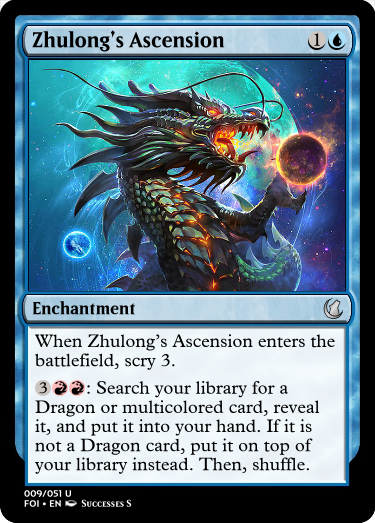 Zhulong's Ascension 1
Enchantment
When Zhulong's Ascension enters the
battlefield, scry 3.
3: Search your library for a
Dragon or multicolored card, reveal
it, and put it into your hand. If it is
not a Dragon card, put it on top of
your library instead. Then, shuffle.
009/051 U
FOI • EN Successes S